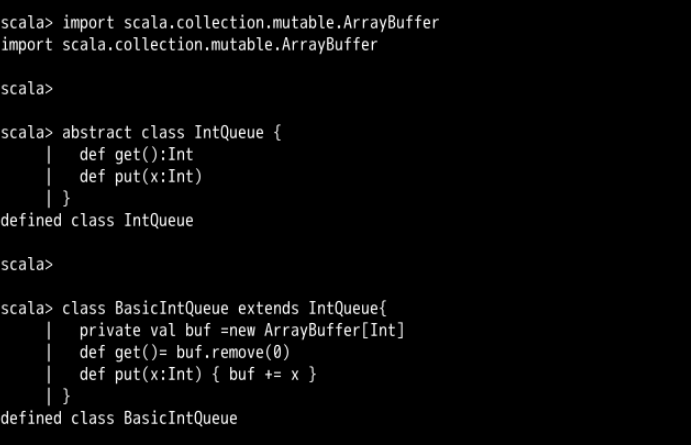 scala> import scala.collection.mutable.ArrayBuffer
import scala.collection.mutable.ArrayBuffer
scala>
scala> abstract class IntQueue {
     |   def get():Int
     |   def put(x:Int)
     | }
defined class IntQueue
scala>
scala> class BasicIntQueue extends IntQueue{
     |   private val buf =new ArrayBuffer[Int]
     |   def get()= buf.remove(0)
     |   def put(x:Int) { buf += x }
     | }
defined class BasicIntQueue